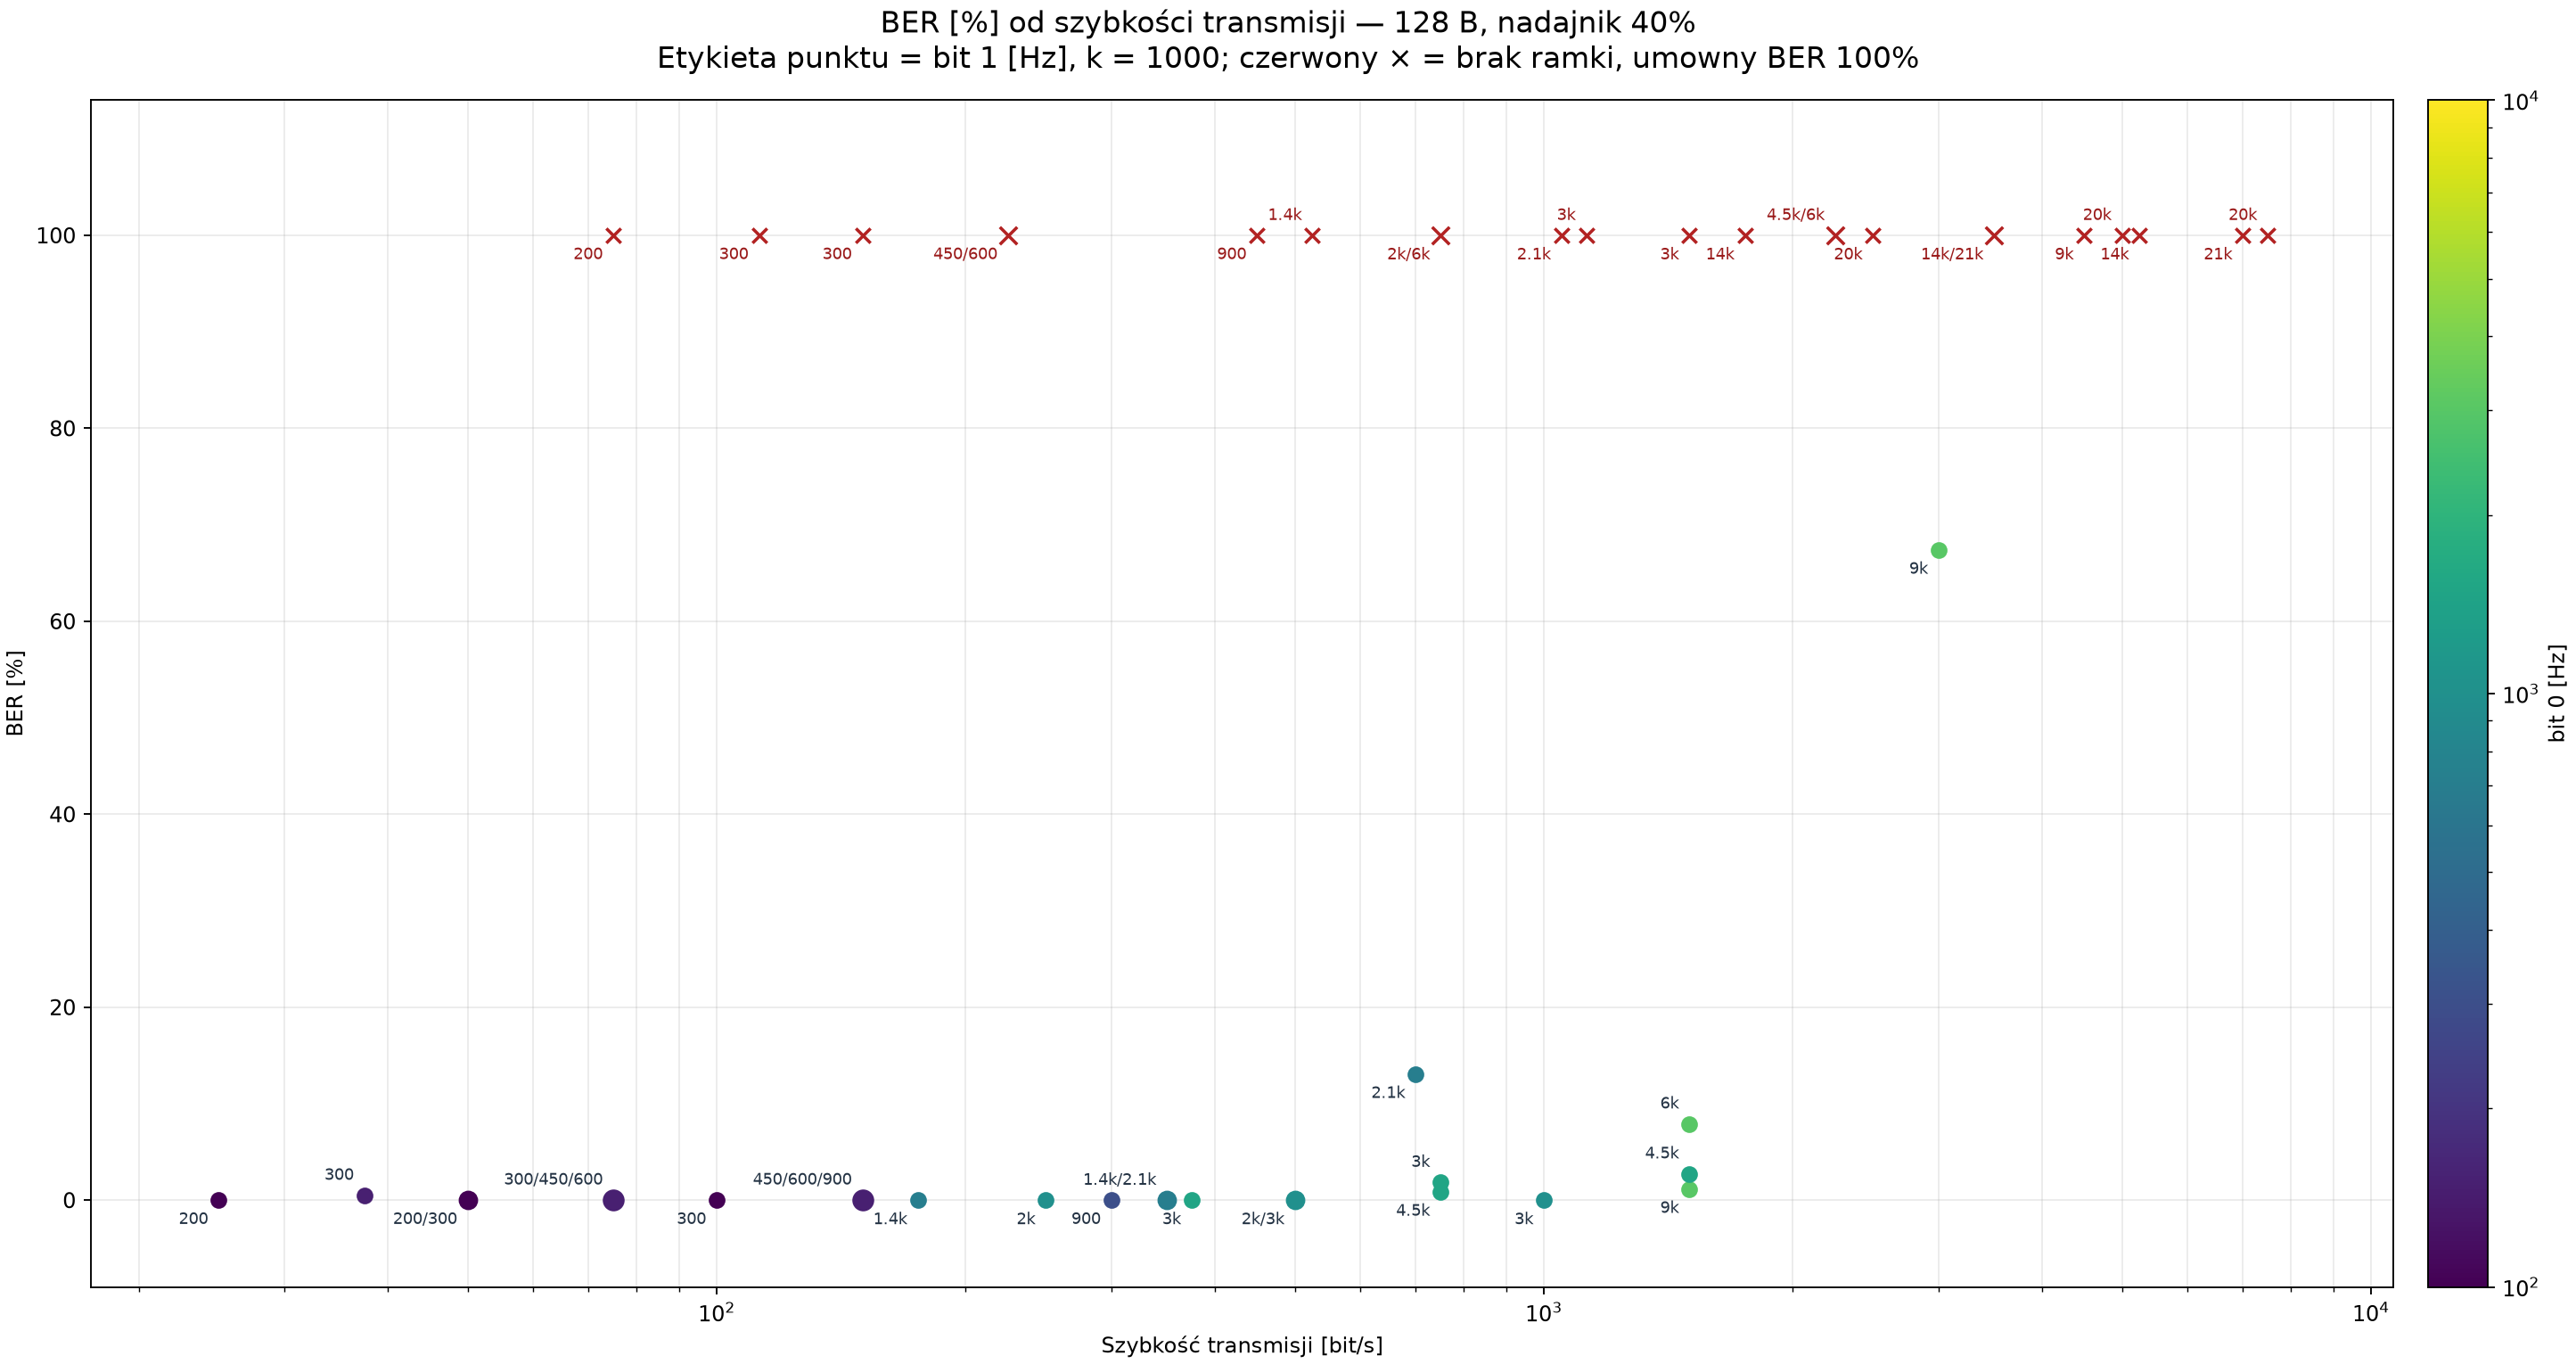 BER [%] od szybkości transmisji — 128 B, nadajnik 40%
Etykieta punktu = bit 1 [Hz], k = 1000; czerwony × = brak ramki, umowny BER 100%
10⁴
1.4k 3k 4.5k/6k 20k 20k
100
200 300 300 450/600 900 2k/6k 2.1k 3k 14k 20k 14k/21k 9k 14k 21k
80
9k
60
BER [%]
10³
bit 0 [Hz]
40
20
2.1k
6k
4.5k
3k
300
300/450/600 450/600/900 1.4k/2.1k
0
9k
4.5k
200 200/300 300 1.4k 2k 900 3k 2k/3k 3k
10²
10² 10³ 10⁴
Szybkość transmisji [bit/s]